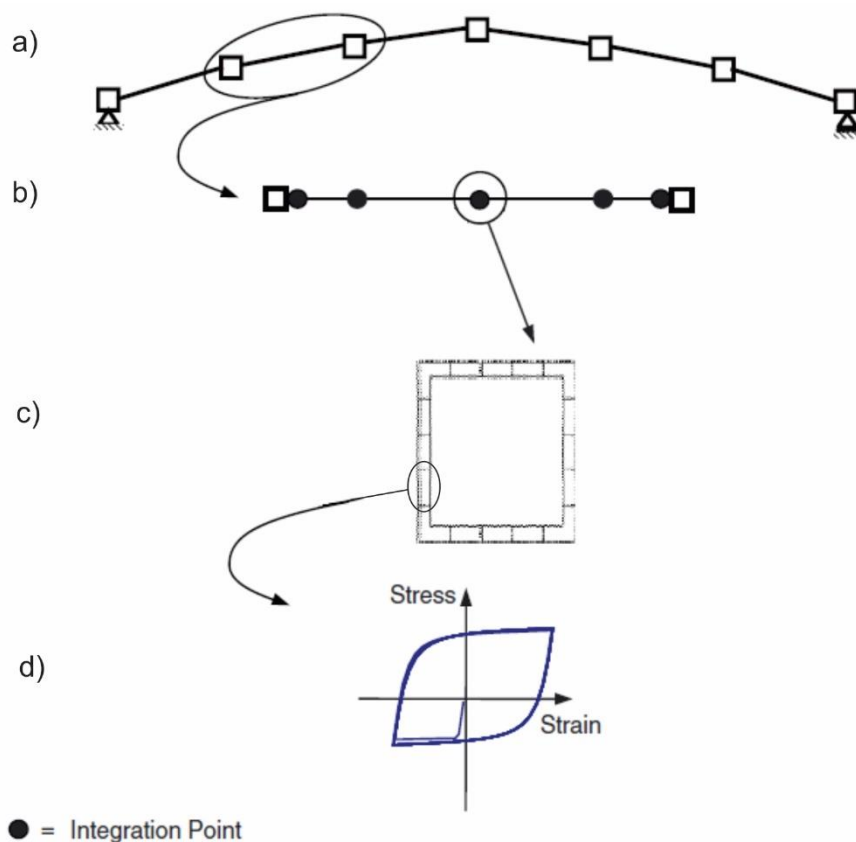 a)
b)
c)
Stress
d)
Strain
● = Integration Point